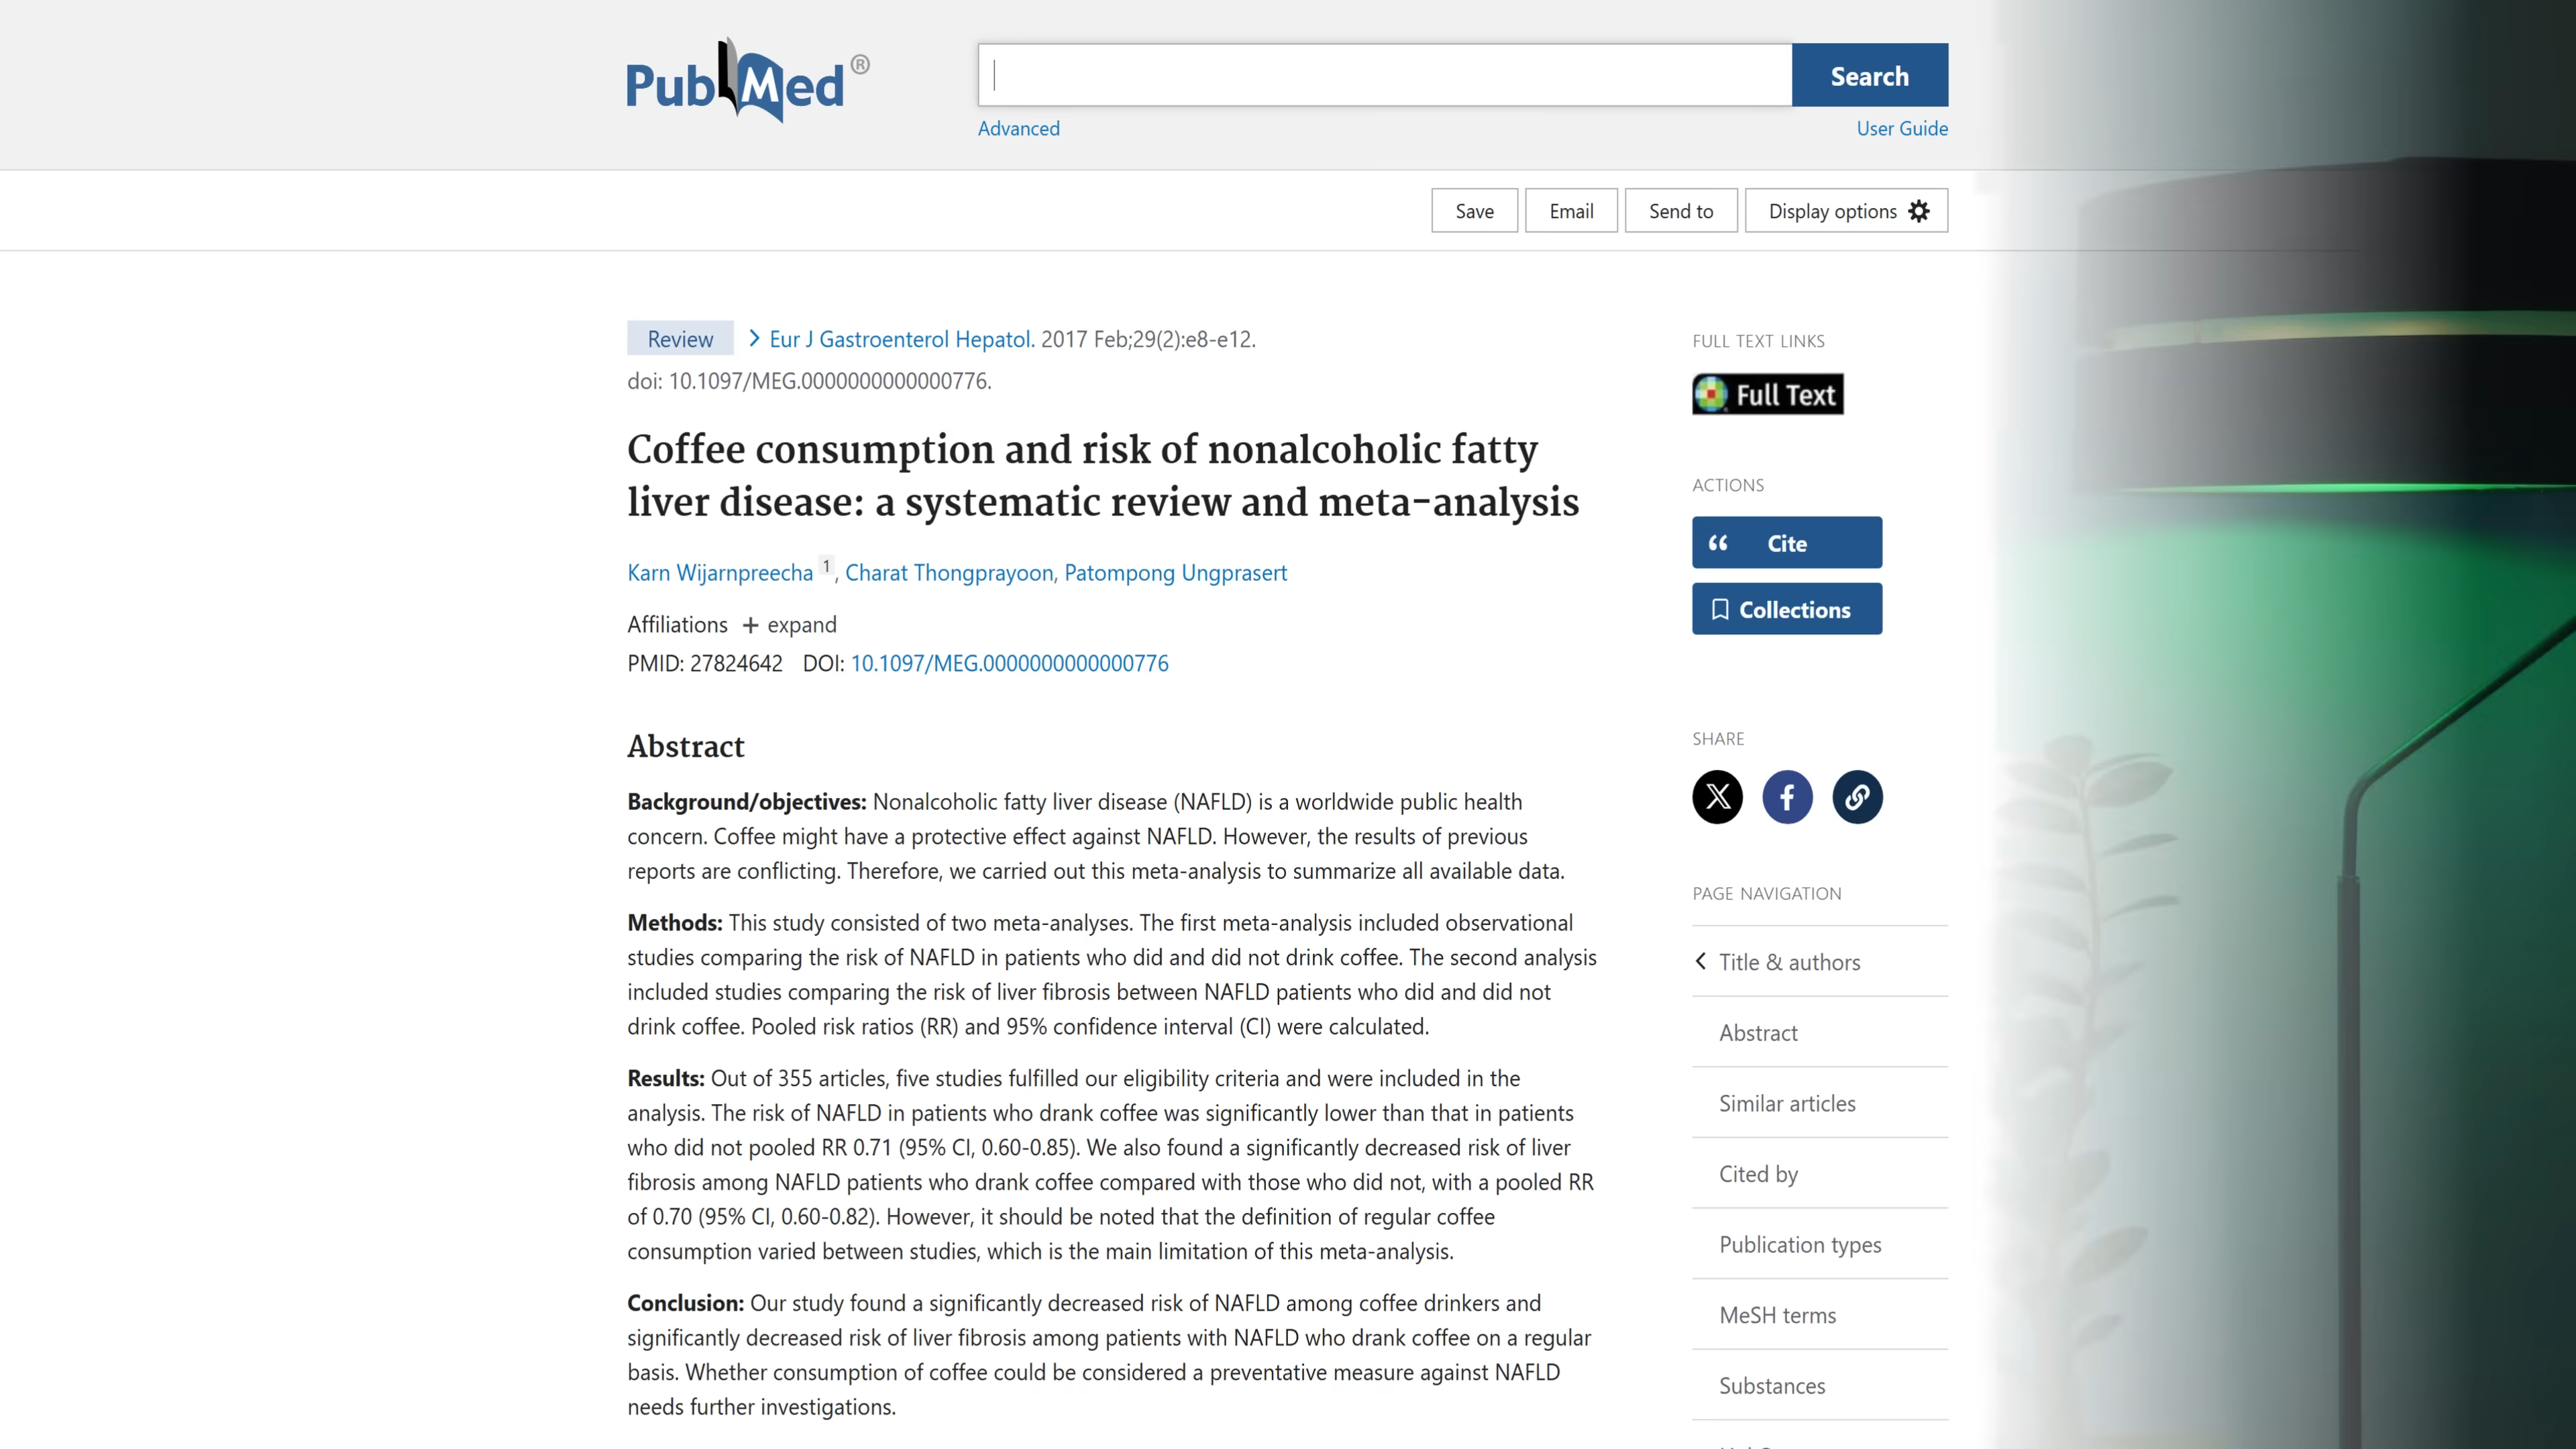 PubMed®
Search
Advanced
User Guide
Save
Email
Send to
Display options
Review
Eur J Gastroenterol Hepatol. 2017 Feb;29(2):e8-e12.
doi: 10.1097/MEG.0000000000000776.
Coffee consumption and risk of nonalcoholic fatty
liver disease: a systematic review and meta-analysis
Karn Wijarnpreecha 1, Charat Thongprayoon, Patompong Ungprasert
Affiliations + expand
PMID: 27824642 DOI: 10.1097/MEG.0000000000000776
Abstract
Background/objectives: Nonalcoholic fatty liver disease (NAFLD) is a worldwide public health
concern. Coffee might have a protective effect against NAFLD. However, the results of previous
reports are conflicting. Therefore, we carried out this meta-analysis to summarize all available data.
Methods: This study consisted of two meta-analyses. The first meta-analysis included observational
studies comparing the risk of NAFLD in patients who did and did not drink coffee. The second analysis
included studies comparing the risk of liver fibrosis between NAFLD patients who did and did not
drink coffee. Pooled risk ratios (RR) and 95% confidence interval (CI) were calculated.
Results: Out of 355 articles, five studies fulfilled our eligibility criteria and were included in the
analysis. The risk of NAFLD in patients who drank coffee was significantly lower than that in patients
who did not pooled RR 0.71 (95% CI, 0.60-0.85). We also found a significantly decreased risk of liver
fibrosis among NAFLD patients who drank coffee compared with those who did not, with a pooled RR
of 0.70 (95% CI, 0.60-0.82). However, it should be noted that the definition of regular coffee
consumption varied between studies, which is the main limitation of this meta-analysis.
Conclusion: Our study found a significantly decreased risk of NAFLD among coffee drinkers and
significantly decreased risk of liver fibrosis among patients with NAFLD who drank coffee on a regular
basis. Whether consumption of coffee could be considered a preventative measure against NAFLD
needs further investigations.
FULL TEXT LINKS
Full Text
ACTIONS
Cite
Collections
SHARE
PAGE NAVIGATION
Title & authors
Abstract
Similar articles
Cited by
Publication types
MeSH terms
Substances